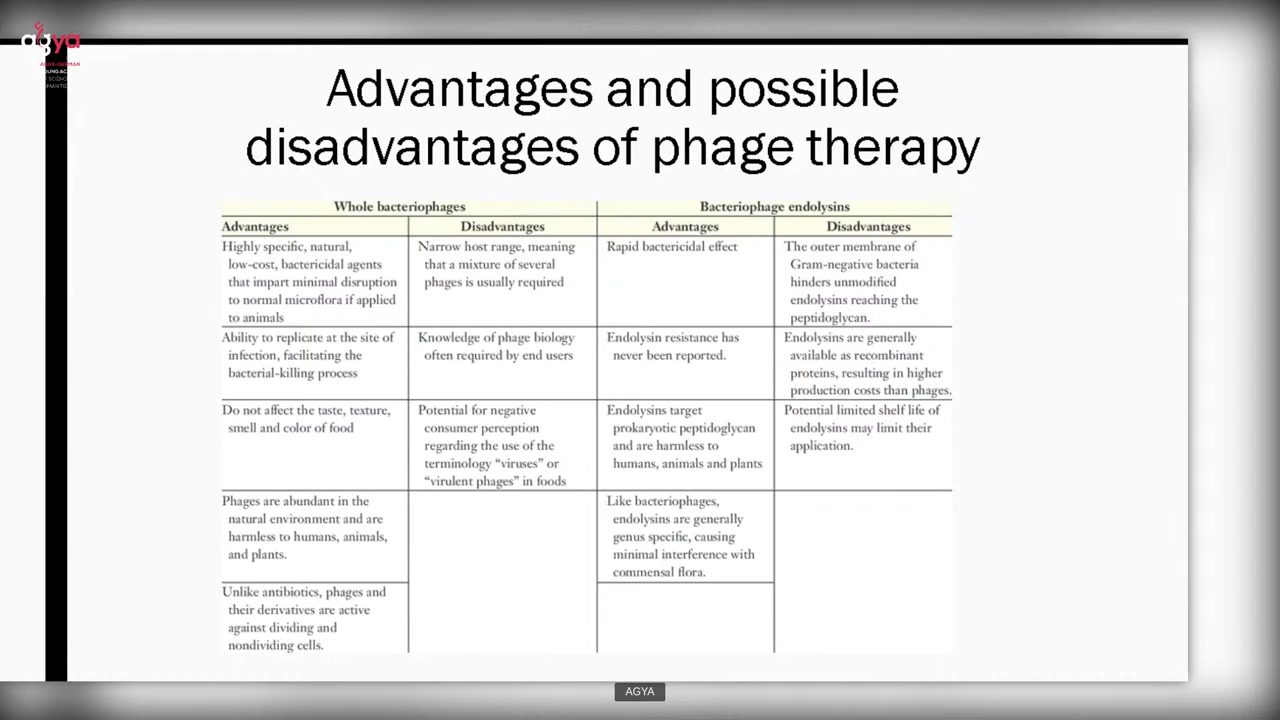 agya
ARAB-GERMAN
Advantages and possible
disadvantages of phage therapy
Whole bacteriophages
Bacteriophage endolysins
Advantages
Disadvantages
Advantages
Disadvantages
Highly specific, natural,
low-cost, bactericidal agents
that impart minimal disruption
to normal microflora if applied
to animals
Narrow host range, meaning
that a mixture of several
phages is usually required
Rapid bactericidal effect
The outer membrane of
Gram-negative bacteria
hinders unmodified
endolysins reaching the
peptidoglycan.
Ability to replicate at the site of
infection, facilitating the
bacterial-killing process
Knowledge of phage biology
often required by end users
Endolysin resistance has
never been reported.
Endolysins are generally
available as recombinant
proteins, resulting in higher
production costs than phages.
Do not affect the taste, texture,
smell and color of food
Potential for negative
consumer perception
regarding the use of the
terminology “viruses” or
“virulent phages” in foods
Endolysins target
prokaryotic peptidoglycan
and are harmless to
humans, animals and plants
Potential limited shelf life of
endolysins may limit their
application.
Phages are abundant in the
natural environment and are
harmless to humans, animals,
and plants.
Like bacteriophages,
endolysins are generally
genus specific, causing
minimal interference with
commensal flora.
Unlike antibiotics, phages and
their derivatives are active
against dividing and
nondividing cells.
AGYA